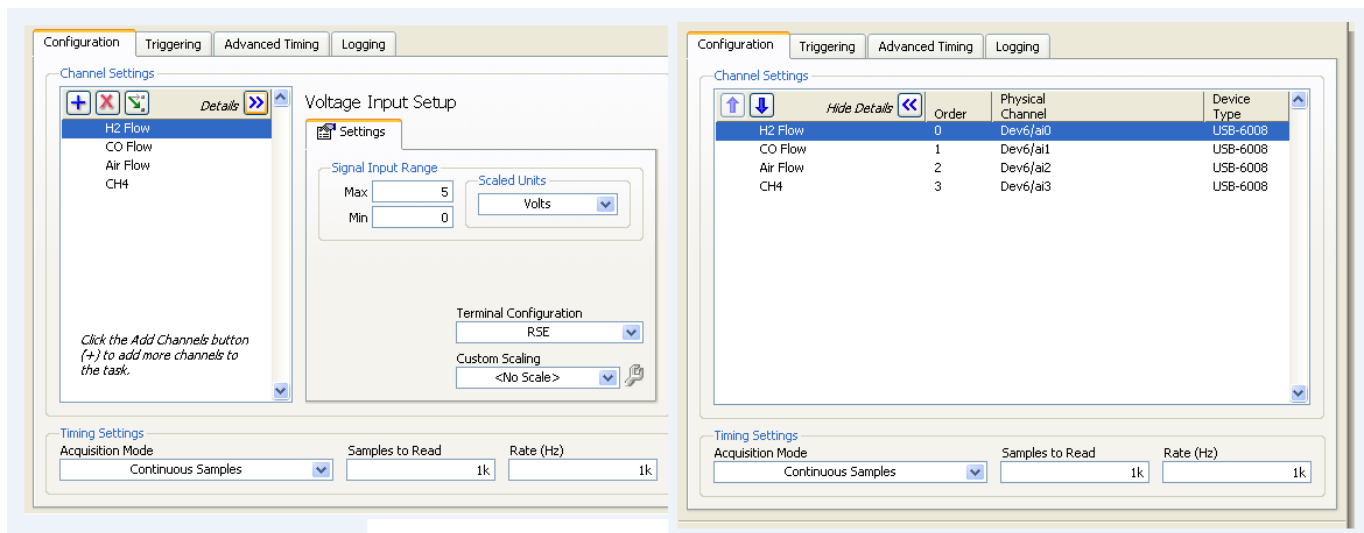 Configuration Triggering Advanced Timing Logging
Channel Settings
Details
H2 Flow
CO Flow
Air Flow
CH4
Click the Add Channels button
(+) to add more channels to
the task.
Voltage Input Setup
Settings
Signal Input Range
Max 5
Min 0
Scaled Units
Volts
Terminal Configuration
RSE
Custom Scaling
<No Scale>
Timing Settings
Acquisition Mode Samples to Read Rate (Hz)
Continuous Samples 1k 1k
Configuration Triggering Advanced Timing Logging
Channel Settings
Hide Details Order Physical Channel Device Type
H2 Flow 0 Dev6/ai0 USB-6008
CO Flow 1 Dev6/ai1 USB-6008
Air Flow 2 Dev6/ai2 USB-6008
CH4 3 Dev6/ai3 USB-6008
Timing Settings
Acquisition Mode Samples to Read Rate (Hz)
Continuous Samples 1k 1k